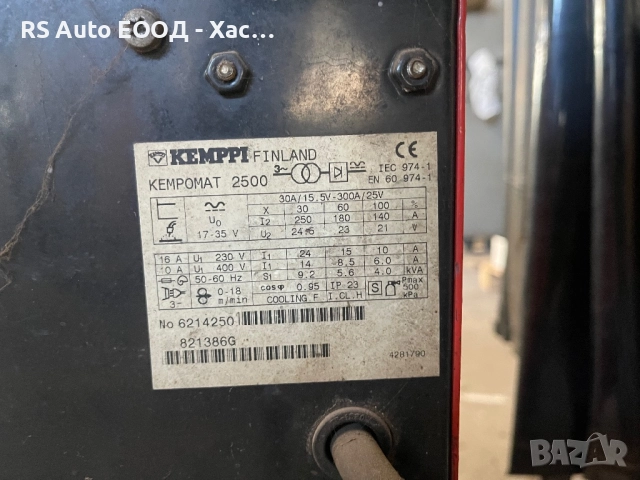 RS Auto ЕООД - Хас...
KEMPPI FINLAND
CE
KEMPOMAT 2500
3~
IEC 974-1
EN 60 974-1
30A/15.5V-300A/25V
X 30 60 100 %
U0 I2 250 180 140 A
17-35 V U2 24.5 23 21 V
16 A U1 230 V I1 24 15 10 A
10 A U1 400 V I1 14 8.5 6.0 A
50-60 Hz S1 9.2 5.6 4.0 kVA
3~ 0-18 m/min cosφ 0.95 IP 23 S Pmax 500 kPa
COOLING.F I.CL.H
No 6214250
821386G
4281790
BAZAR